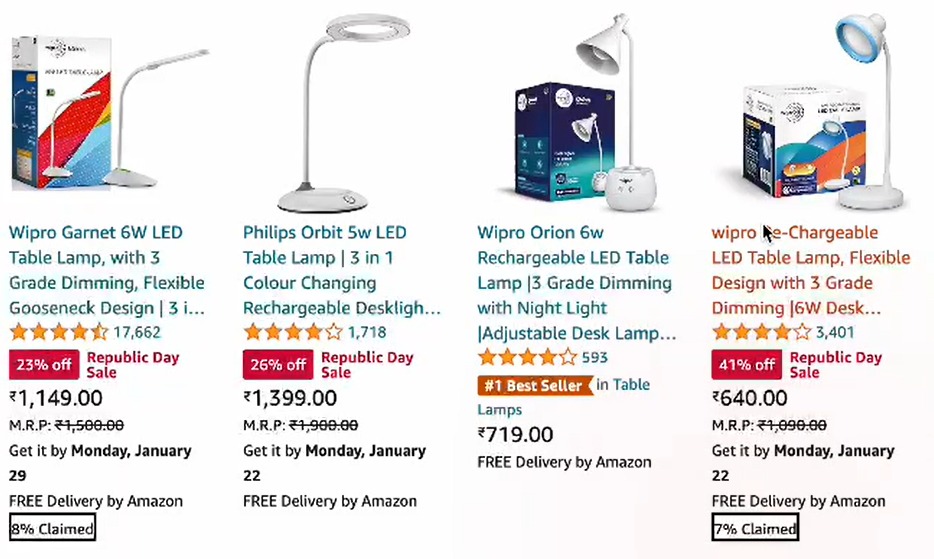 Wipro Garnet 6W LED
Table Lamp, with 3
Grade Dimming, Flexible
Gooseneck Design | 3 i...
17,662
23% off
Republic Day
Sale
₹1,149.00
M.R.P: ₹1,500.00
Get it by Monday, January
29
FREE Delivery by Amazon
8% Claimed
Philips Orbit 5w LED
Table Lamp | 3 in 1
Colour Changing
Rechargeable Deskligh...
1,718
26% off
Republic Day
Sale
₹1,399.00
M.R.P: ₹1,900.00
Get it by Monday, January
22
FREE Delivery by Amazon
Wipro Orion 6w
Rechargeable LED Table
Lamp |3 Grade Dimming
with Night Light
|Adjustable Desk Lamp...
593
#1 Best Seller in Table
Lamps
₹719.00
FREE Delivery by Amazon
wipro Re-Chargeable
LED Table Lamp, Flexible
Design with 3 Grade
Dimming |6W Desk...
3,401
41% off
Republic Day
Sale
₹640.00
M.R.P: ₹1,090.00
Get it by Monday, January
22
FREE Delivery by Amazon
7% Claimed